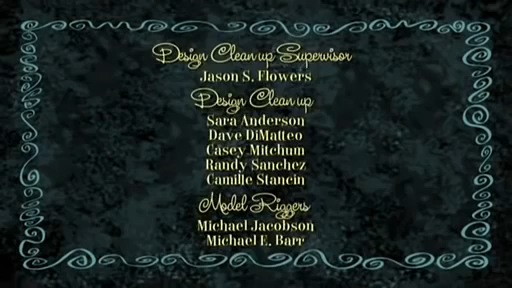 Design Clean up Supervisor
Jason S. Flowers
Design Clean up
Sara Anderson
Dave DiMatteo
Casey Mitchum
Randy Sanchez
Camille Stancin
Model Riggers
Michael Jacobson
Michael E. Barr